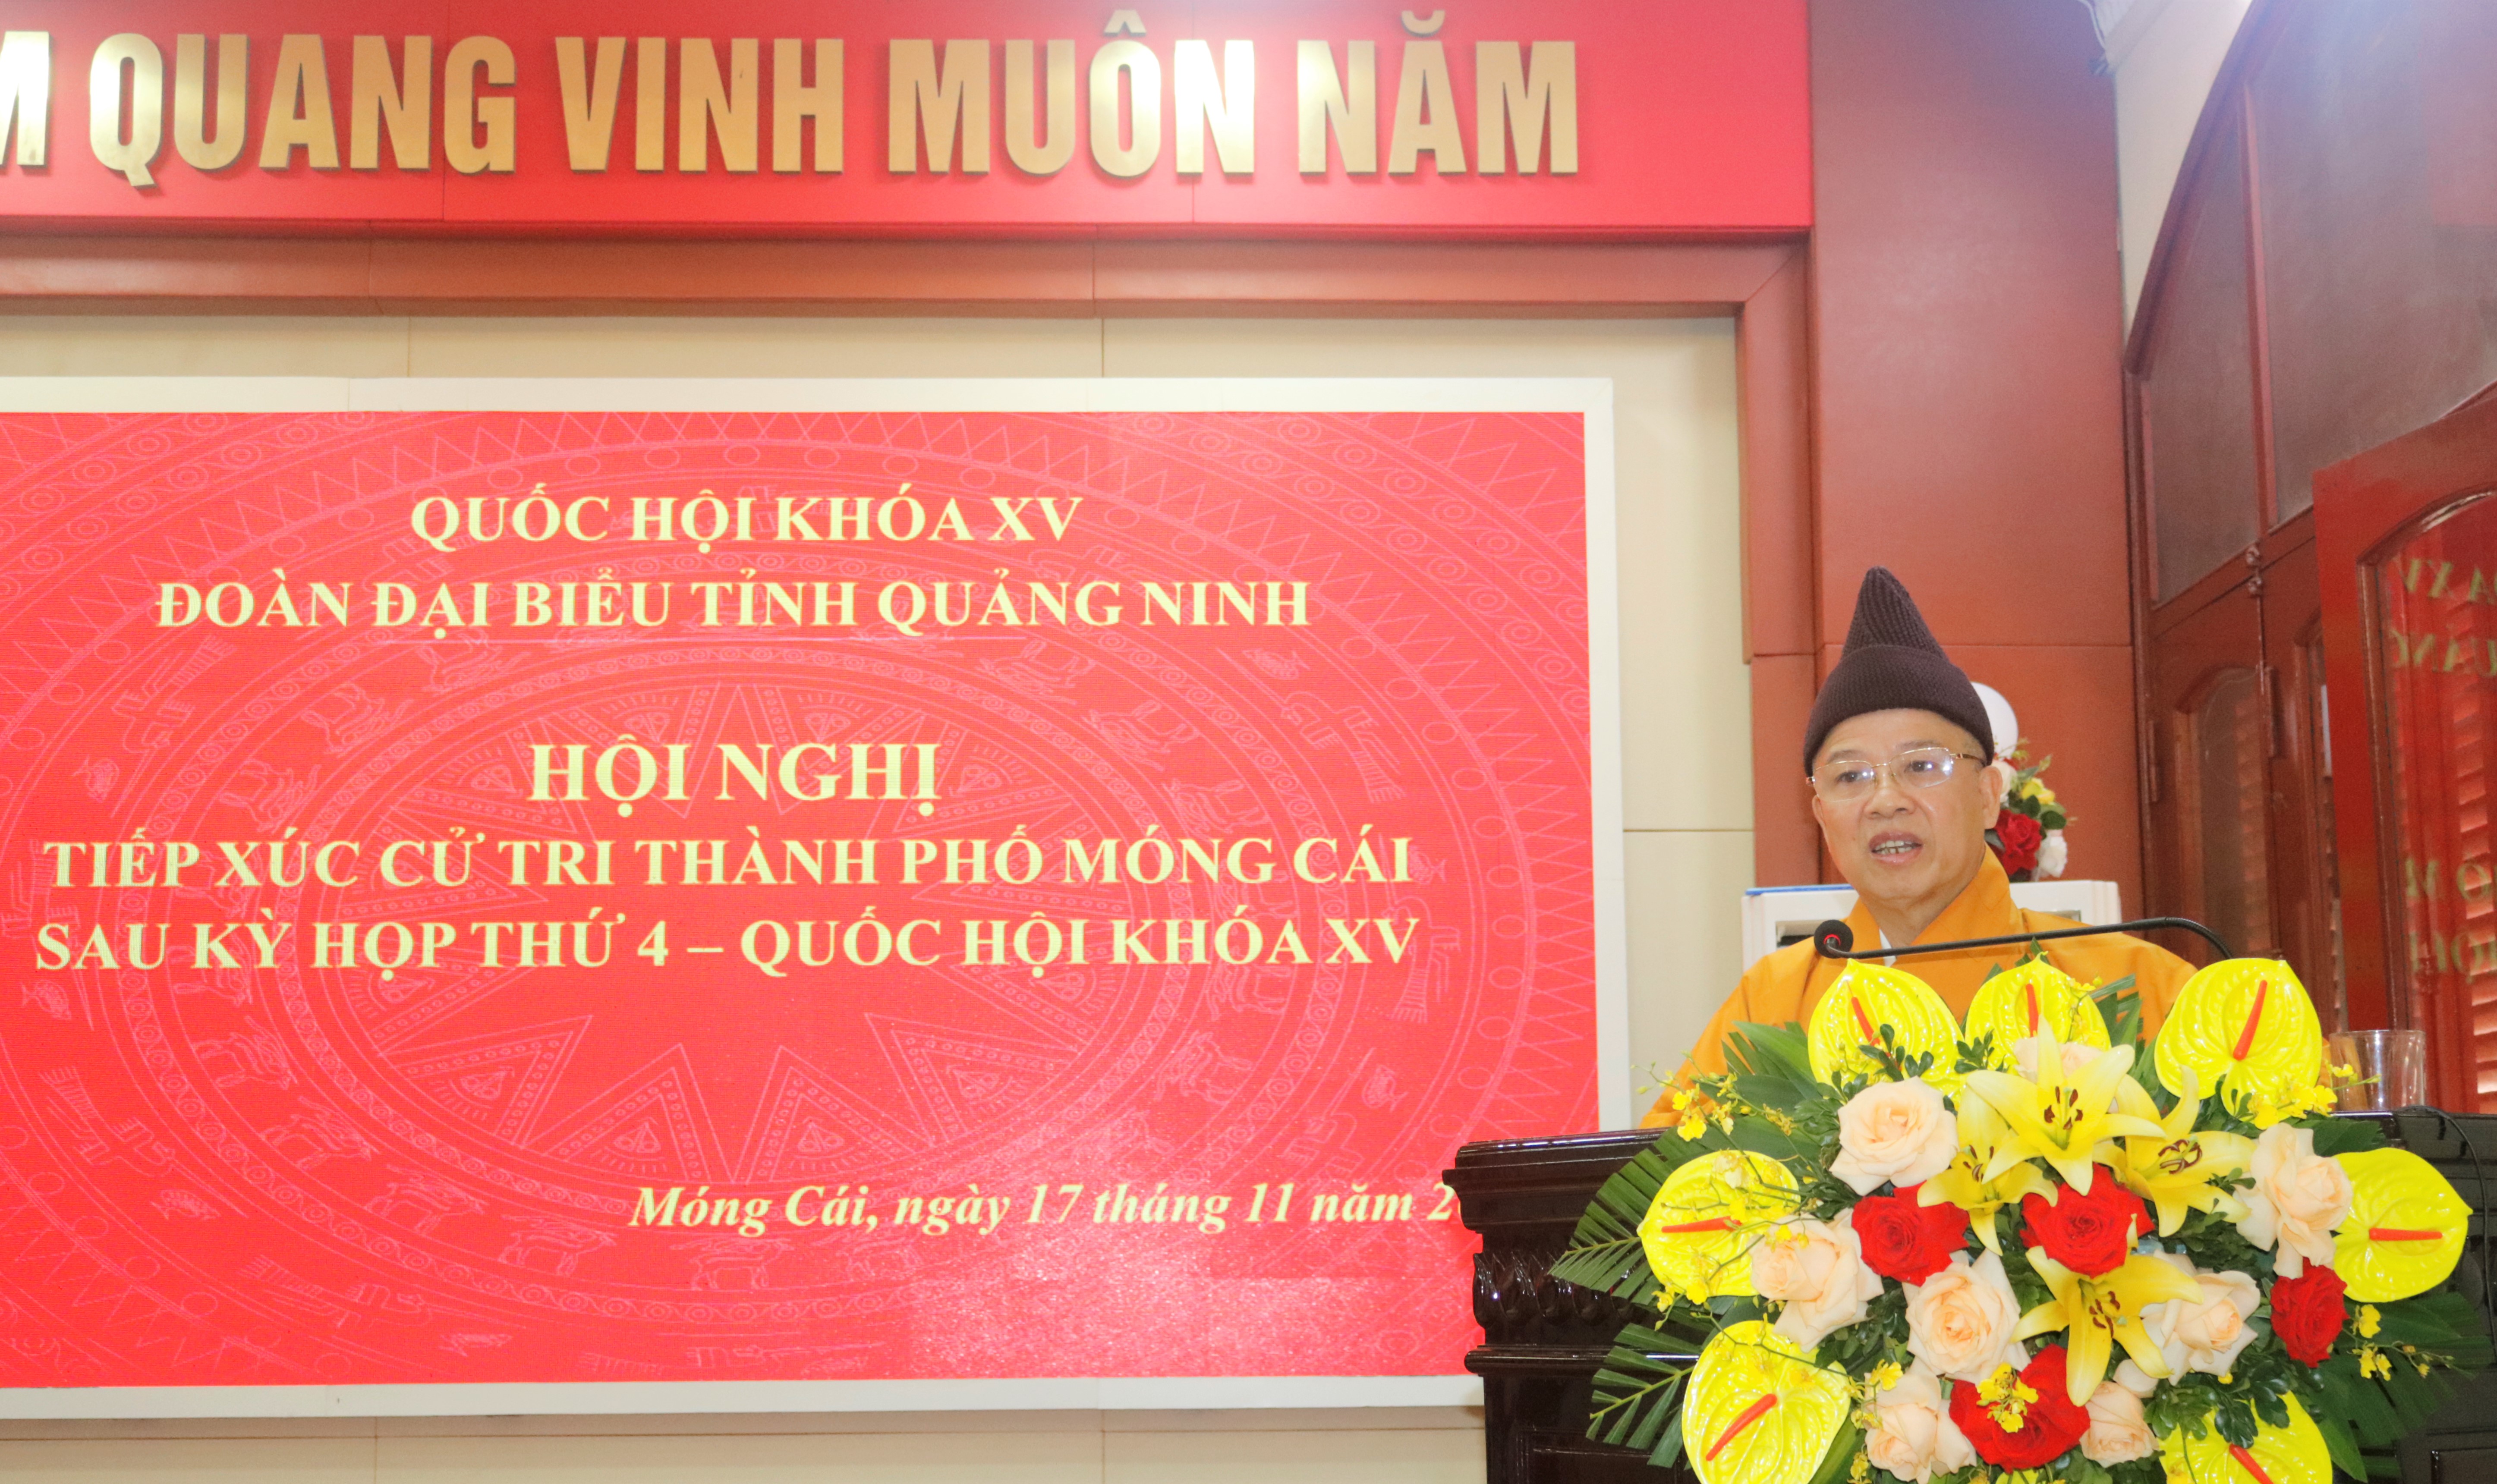 QUANG VINH MUÔN NĂM
QUỐC HỘI KHÓA XV
ĐOÀN ĐẠI BIỂU TỈNH QUẢNG NINH
HỘI NGHỊ
TIẾP XÚC CỬ TRI THÀNH PHỐ MÓNG CÁI
SAU KỲ HỌP THỨ 4 – QUỐC HỘI KHÓA XV
Móng Cái, ngày 17 tháng 11 năm